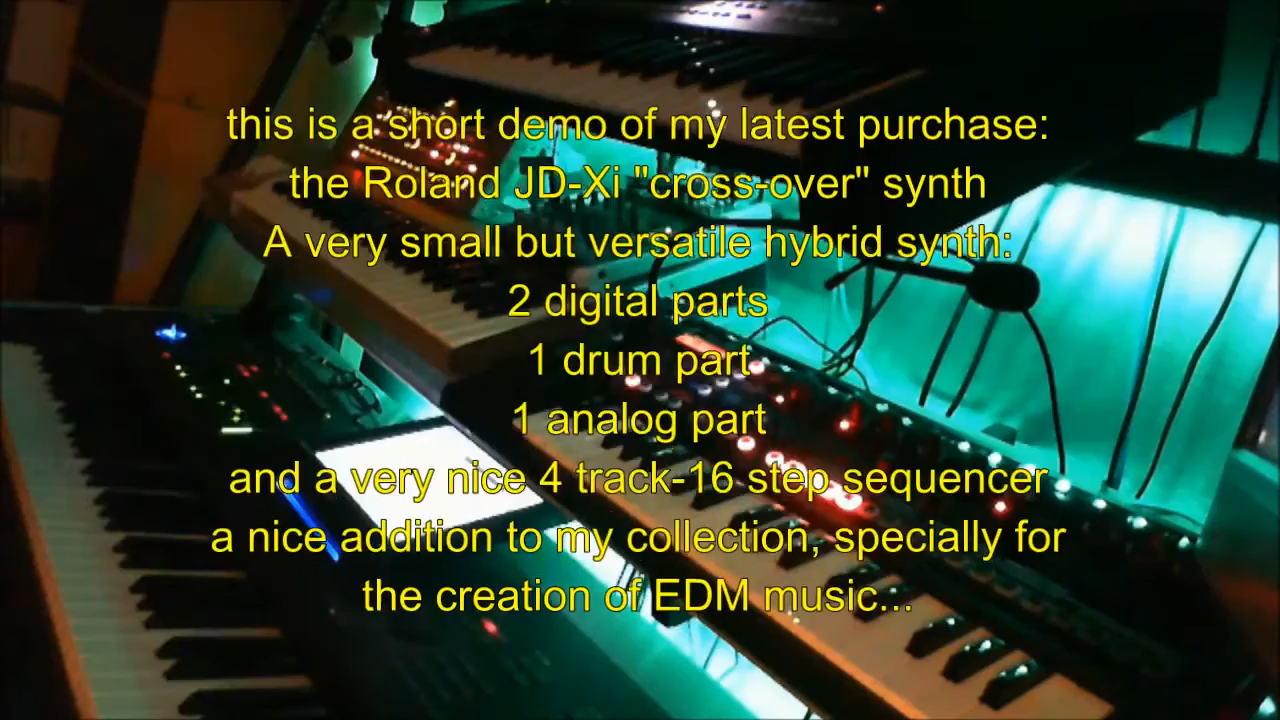 this is a short demo of my latest purchase:
the Roland JD-Xi "cross-over" synth
A very small but versatile hybrid synth:
2 digital parts
1 drum part
1 analog part
and a very nice 4 track-16 step sequencer
a nice addition to my collection, specially for
the creation of EDM music...